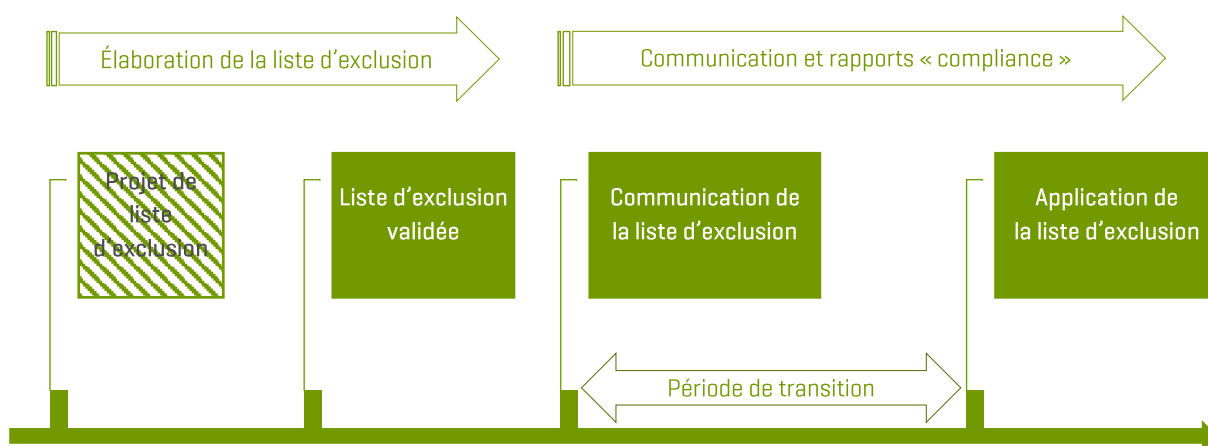 Élaboration de la liste d'exclusion
Communication et rapports « compliance »
Projet de
liste
d'exclusion
Liste d'exclusion
validée
Communication de
la liste d'exclusion
Application de
la liste d'exclusion
Période de transition